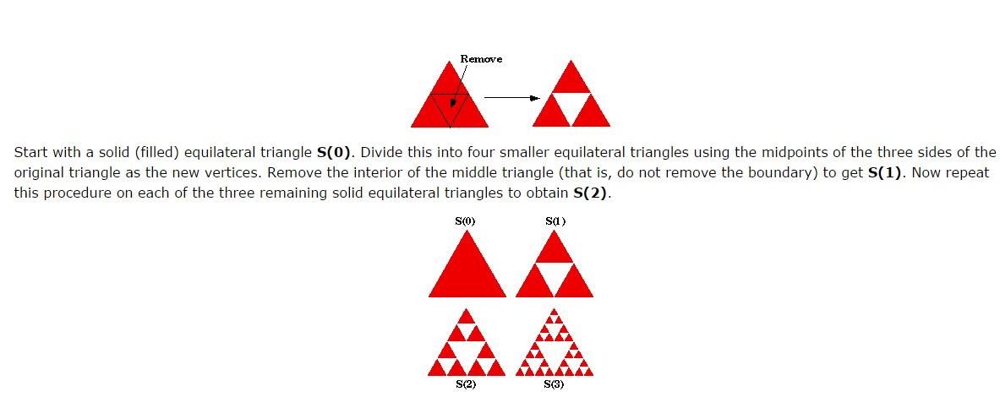 Remove
Start with a solid (filled) equilateral triangle S(0). Divide this into four smaller equilateral triangles using the midpoints of the three sides of the
original triangle as the new vertices. Remove the interior of the middle triangle (that is, do not remove the boundary) to get S(1). Now repeat
this procedure on each of the three remaining solid equilateral triangles to obtain S(2).
S(0) S(1)
S(2) S(3)